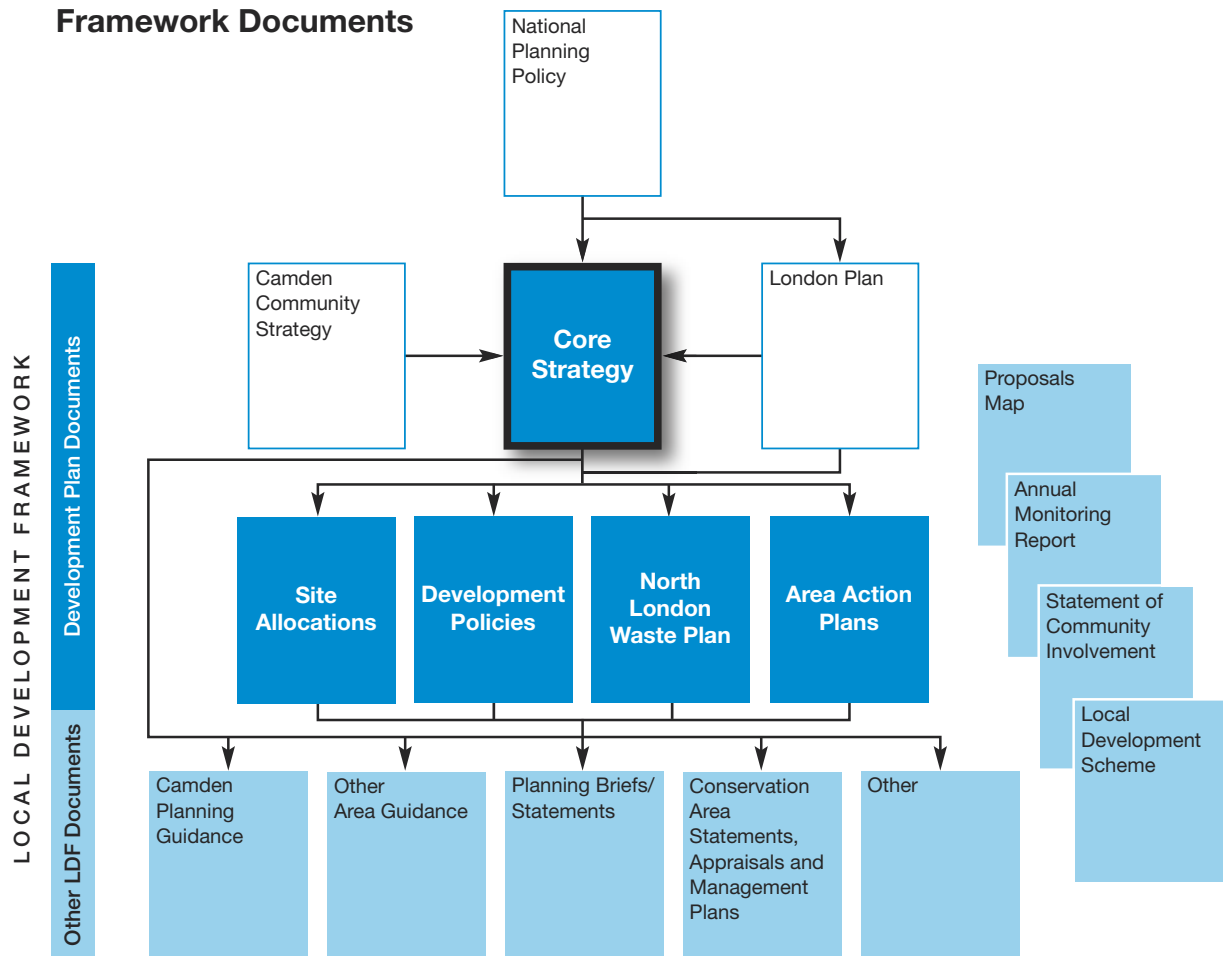 Framework Documents
National
Planning
Policy
Camden
Community
Strategy
Core
Strategy
London Plan
LOCAL DEVELOPMENT FRAMEWORK
Development Plan Documents
Other LDF Documents
Site
Allocations
Development
Policies
North
London
Waste Plan
Area Action
Plans
Proposals
Map
Annual
Monitoring
Report
Statement of
Community
Involvement
Local
Development
Scheme
Camden
Planning
Guidance
Other
Area Guidance
Planning Briefs/
Statements
Conservation
Area
Statements,
Appraisals and
Management
Plans
Other